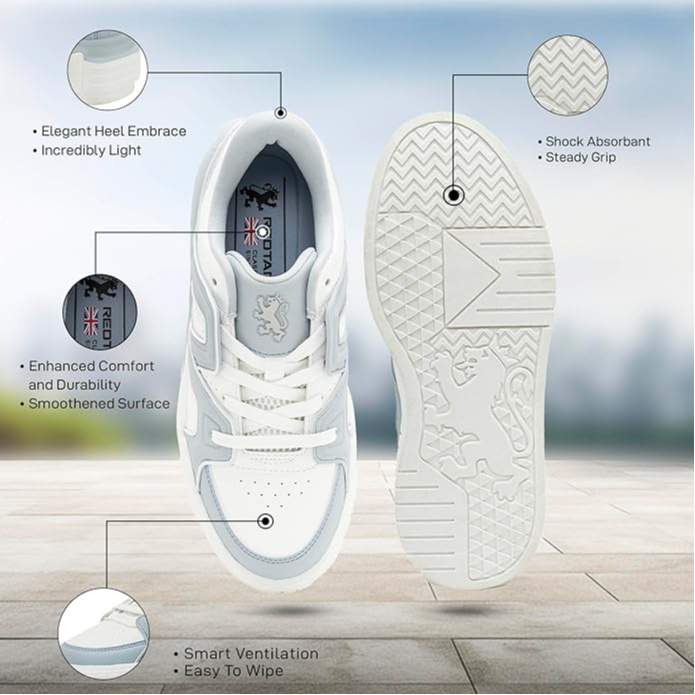 • Elegant Heel Embrace
• Incredibly Light
• Shock Absorbant
• Steady Grip
• Enhanced Comfort
and Durability
• Smoothened Surface
• Smart Ventilation
• Easy To Wipe